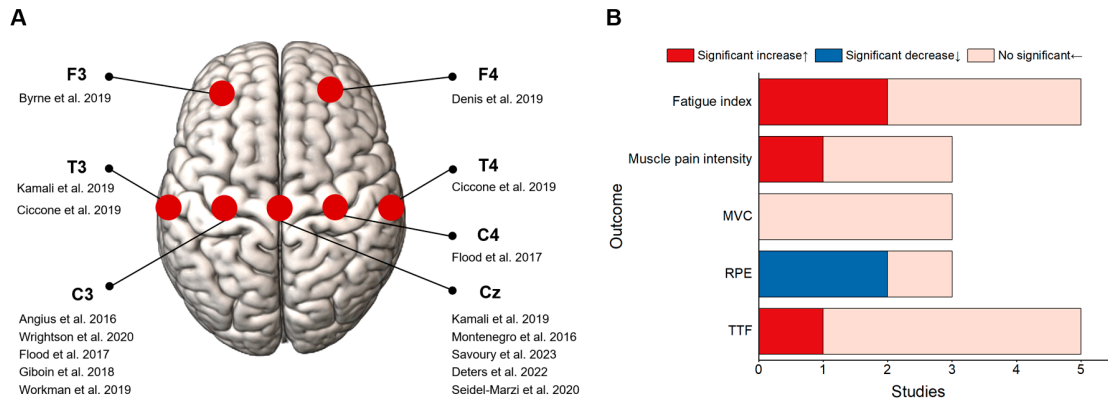 A
F3
Byrne et al. 2019
F4
Denis et al. 2019
T3
Kamali et al. 2019
Ciccone et al. 2019
T4
Ciccone et al. 2019
C4
Flood et al. 2017
C3
Angius et al. 2016
Wrightson et al. 2020
Flood et al. 2017
Giboin et al. 2018
Workman et al. 2019
Cz
Kamali et al. 2019
Montenegro et al. 2016
Savoury et al. 2023
Deters et al. 2022
Seidel-Marzi et al. 2020
B
Significant increase↑ Significant decrease↓ No significant←
Outcome
Fatigue index
Muscle pain intensity
MVC
RPE
TTF
0 1 2 3 4 5
Studies